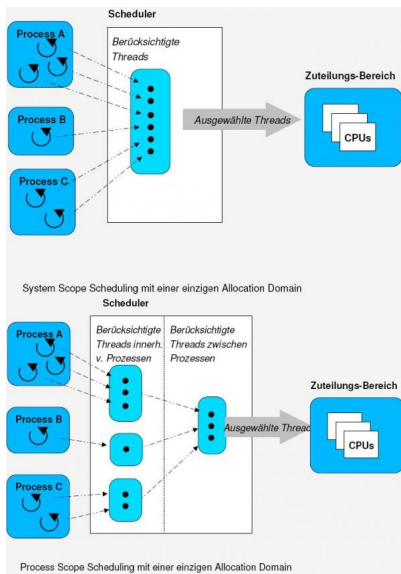 Scheduler
Process A
Berücksichtigte
Threads
Zuteilungs-Bereich
Process B
Ausgewählte Threads
CPUs
Process C
System Scope Scheduling mit einer einzigen Allocation Domain
Scheduler
Process A
Berücksichtigte
Threads innerh.
v. Prozessen
Berücksichtigte
Threads zwischen
Prozessen
Zuteilungs-Bereich
Process B
Ausgewählte Thread
CPUs
Process C
Process Scope Scheduling mit einer einzigen Allocation Domain